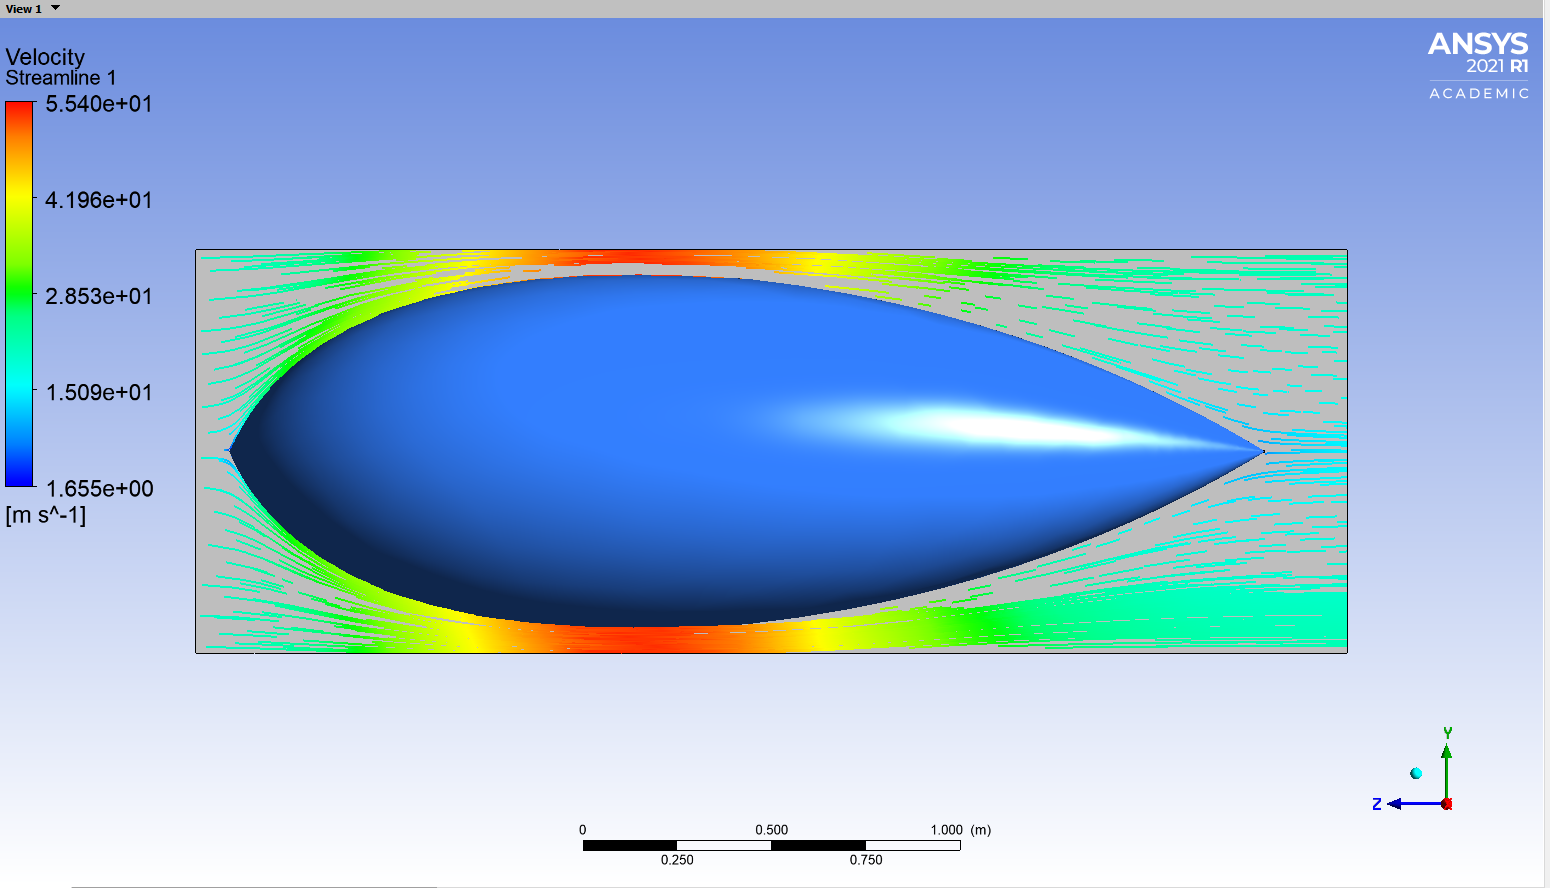 View 1
ANSYS
2021 R1
ACADEMIC
Velocity
Streamline 1
5.540e+01
4.196e+01
2.853e+01
1.509e+01
1.655e+00
[m s^-1]
Y
Z
0
0.500
1.000
(m)
0.250
0.750